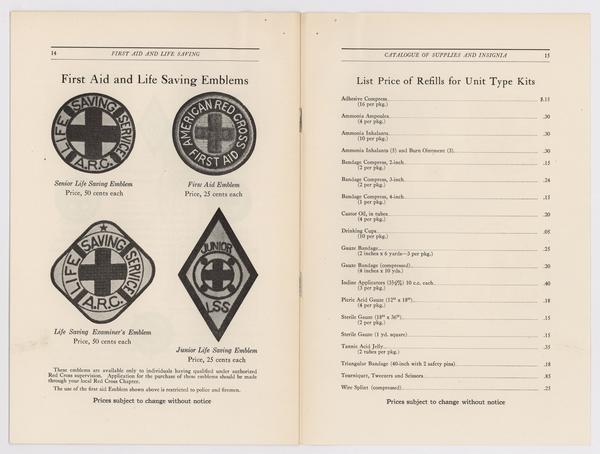 14
FIRST AID AND LIFE SAVING
First Aid and Life Saving Emblems
LIFE SAVING SERVICE
A.R.C.
AMERICAN RED CROSS
FIRST AID
Senior Life Saving Emblem
Price, 50 cents each
First Aid Emblem
Price, 25 cents each
LIFE SAVING SERVICE
A.R.C.
JUNIOR
LSS
Life Saving Examiner's Emblem
Price, 50 cents each
Junior Life Saving Emblem
Price, 25 cents each
These emblems are available only to individuals having qualified under authorized
Red Cross supervision. Application for the purchase of these emblems should be made
through your local Red Cross Chapter.
The use of the first aid Emblem shown above is restricted to police and firemen.
Prices subject to change without notice
CATALOGUE OF SUPPLIES AND INSIGNIA
15
List Price of Refills for Unit Type Kits
Adhesive Compress $.15
(16 per pkg.)
Ammonia Ampoules .30
(4 per pkg.)
Ammonia Inhalants .30
(10 per pkg.)
Ammonia Inhalants (5) and Burn Ointment (3) .30
Bandage Compress, 2-inch .15
(2 per pkg.)
Bandage Compress, 3-inch .24
(2 per pkg.)
Bandage Compress, 4-inch .15
(1 per pkg.)
Castor Oil, in tubes .20
(4 per pkg.)
Drinking Cups .05
(10 per pkg.)
Gauze Bandage .25
(2 inches x 6 yards—3 per pkg.)
Gauze Bandage (compressed) .20
(4 inches x 10 yds.)
Iodine Applicators (3½%) 10 c.c. each .40
(3 per pkg.)
Picric Acid Gauze (12" x 18") .18
(4 per pkg.)
Sterile Gauze (18" x 36") .15
(2 per pkg.)
Sterile Gauze (1 yd. square) .15
Tannic Acid Jelly .35
(2 tubes per pkg.)
Triangular Bandage (40-inch with 2 safety pins) .18
Tourniquet, Tweezers and Scissors .85
Wire Splint (compressed) .25
Prices subject to change without notice